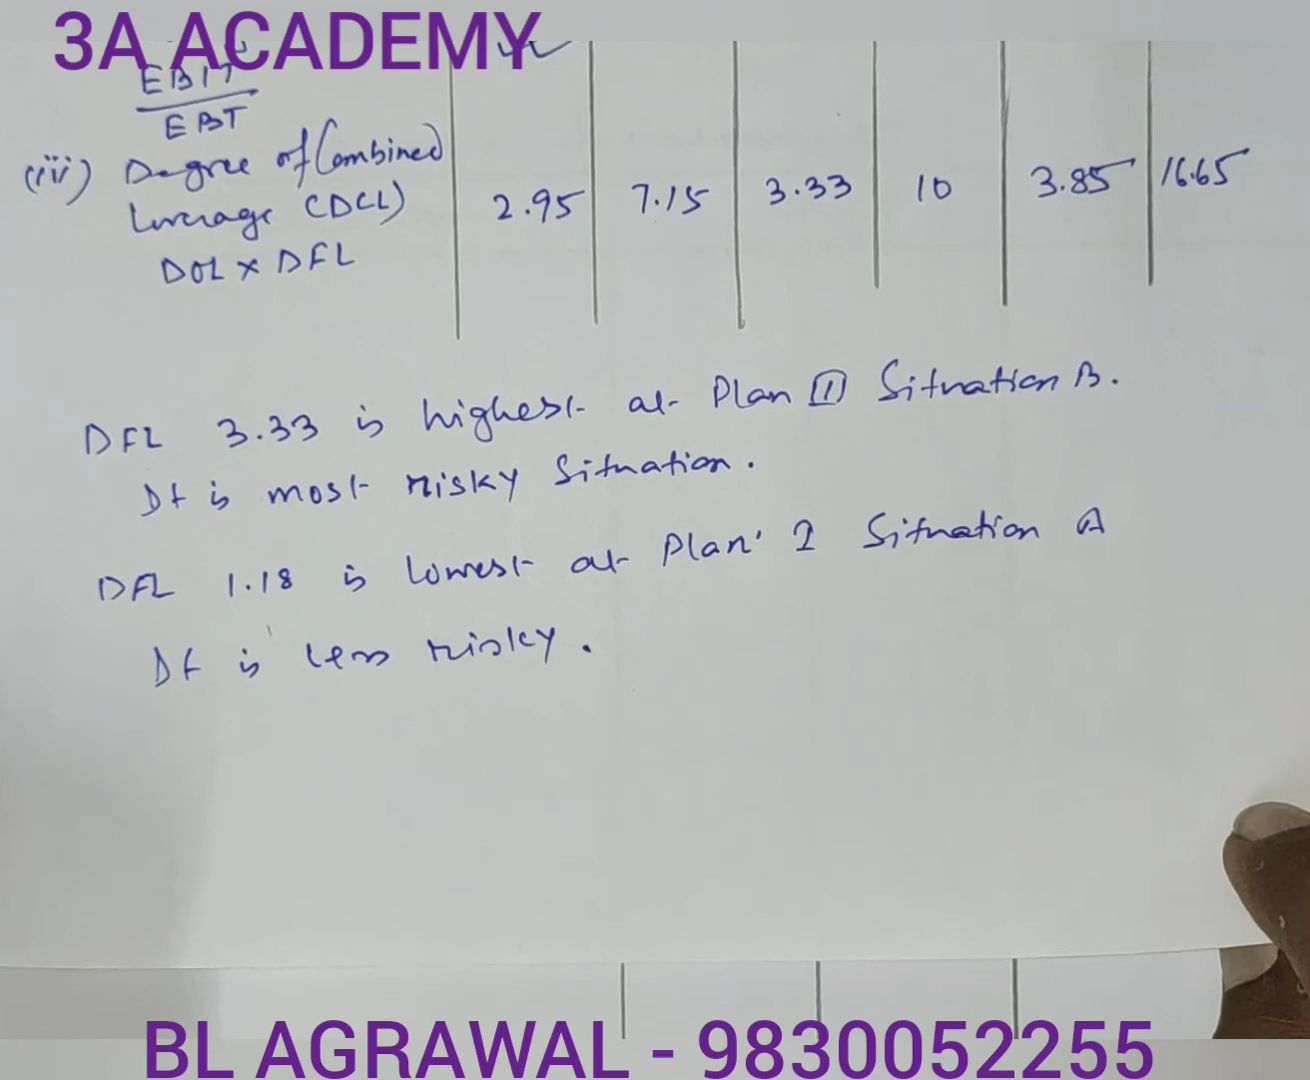 3A ACADEMY
EBIT
EBT
(iii) Degree of Combined
Leverage (DCL)
2.95 7.15 3.33 10 3.85 16.65
DOL × DFL
DFL 3.33 is highest at Plan II Situation B.
It is most risky Situation.
DFL 1.18 is lowest at Plan 1 Situation A
It is less risky.
BL AGRAWAL - 9830052255